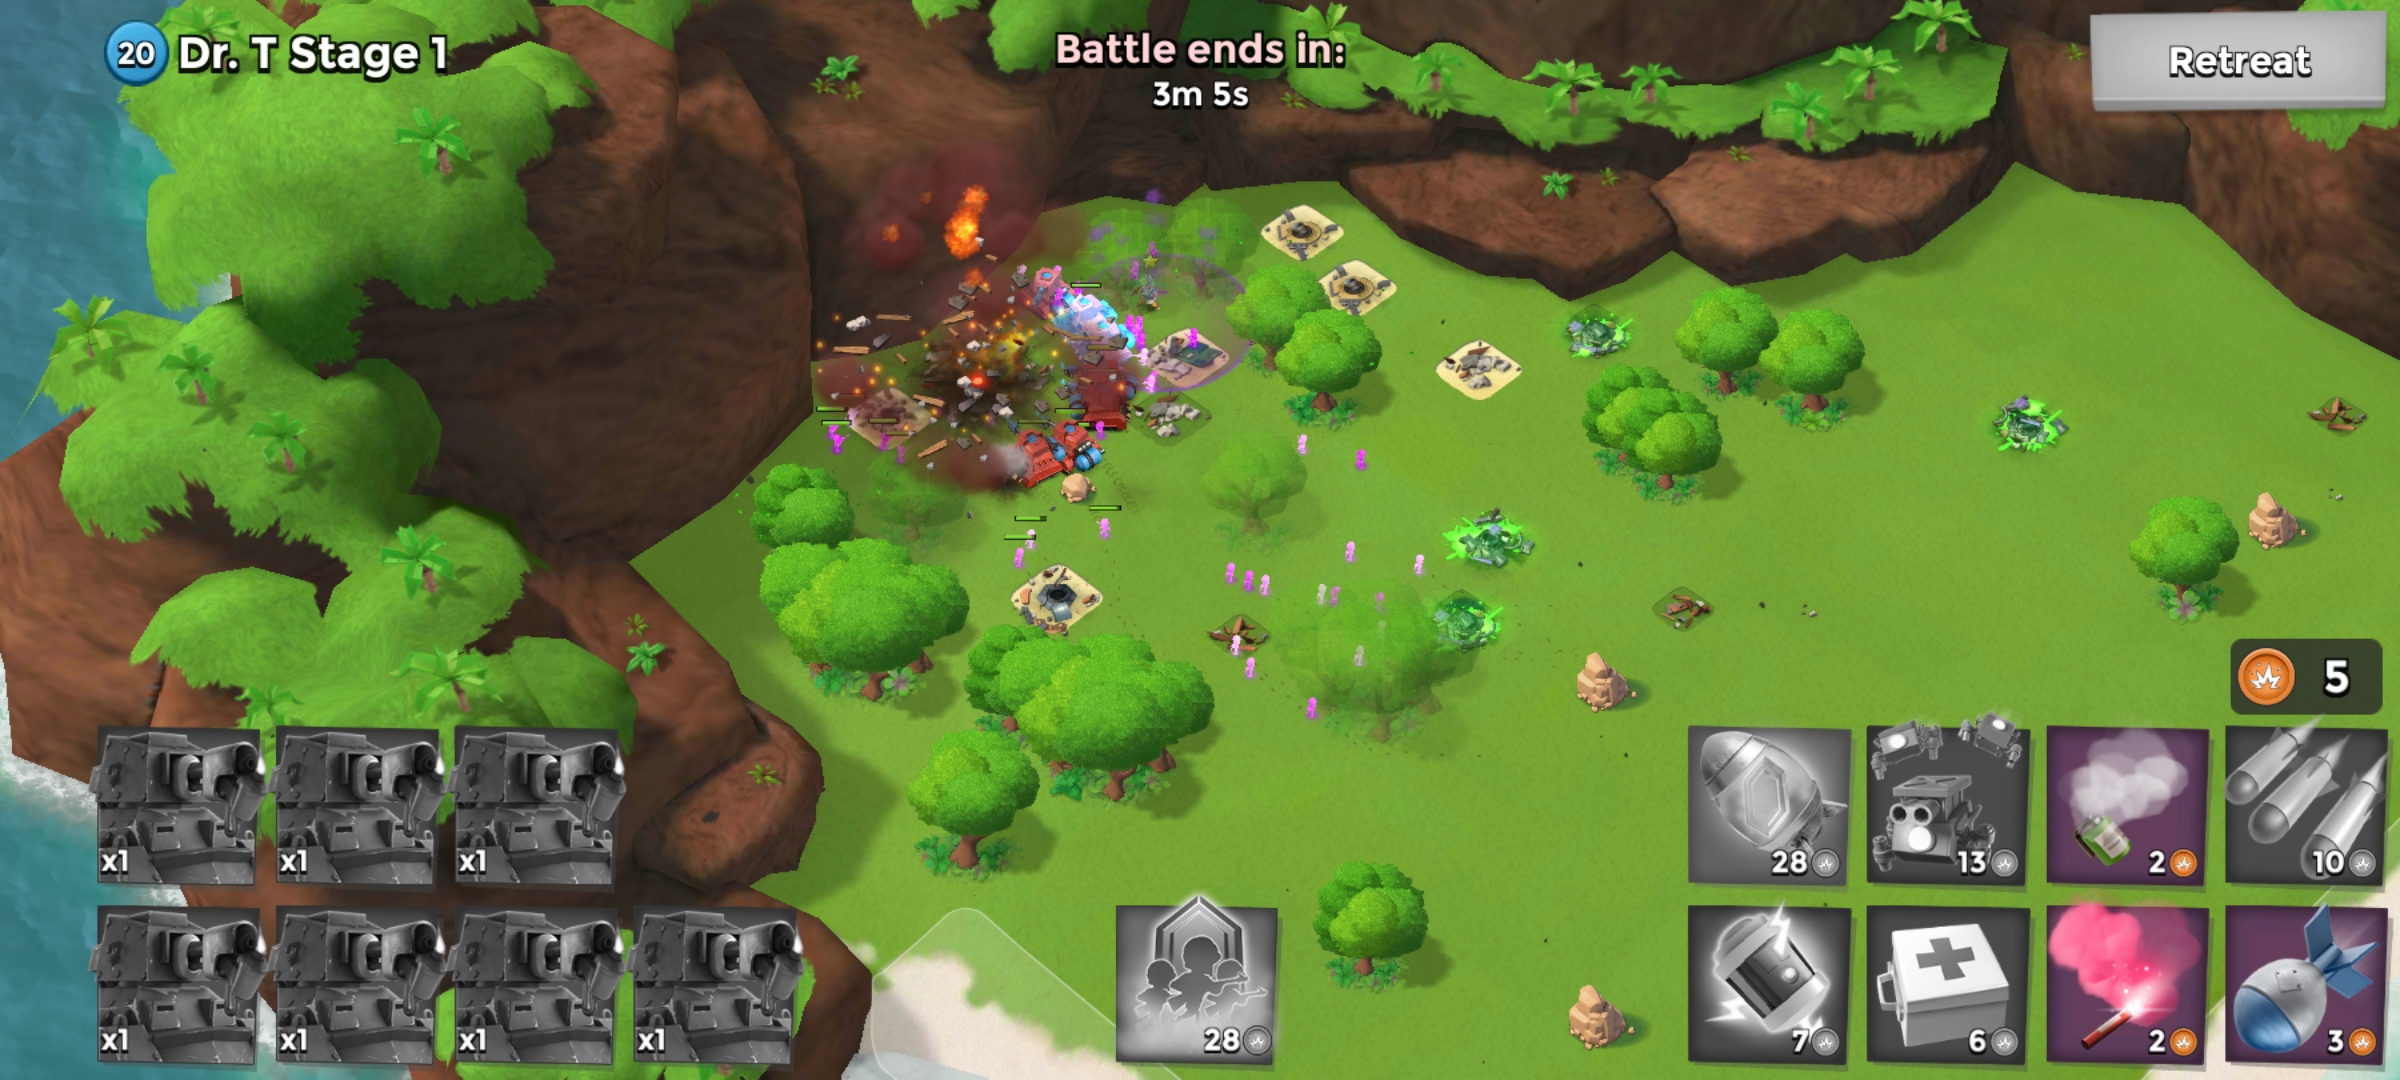 20 Dr. T Stage 1
Battle ends in:
3m 5s
Retreat
5
x1 x1 x1
28 13 2 10
x1 x1 x1 x1
28
7 6 2 3